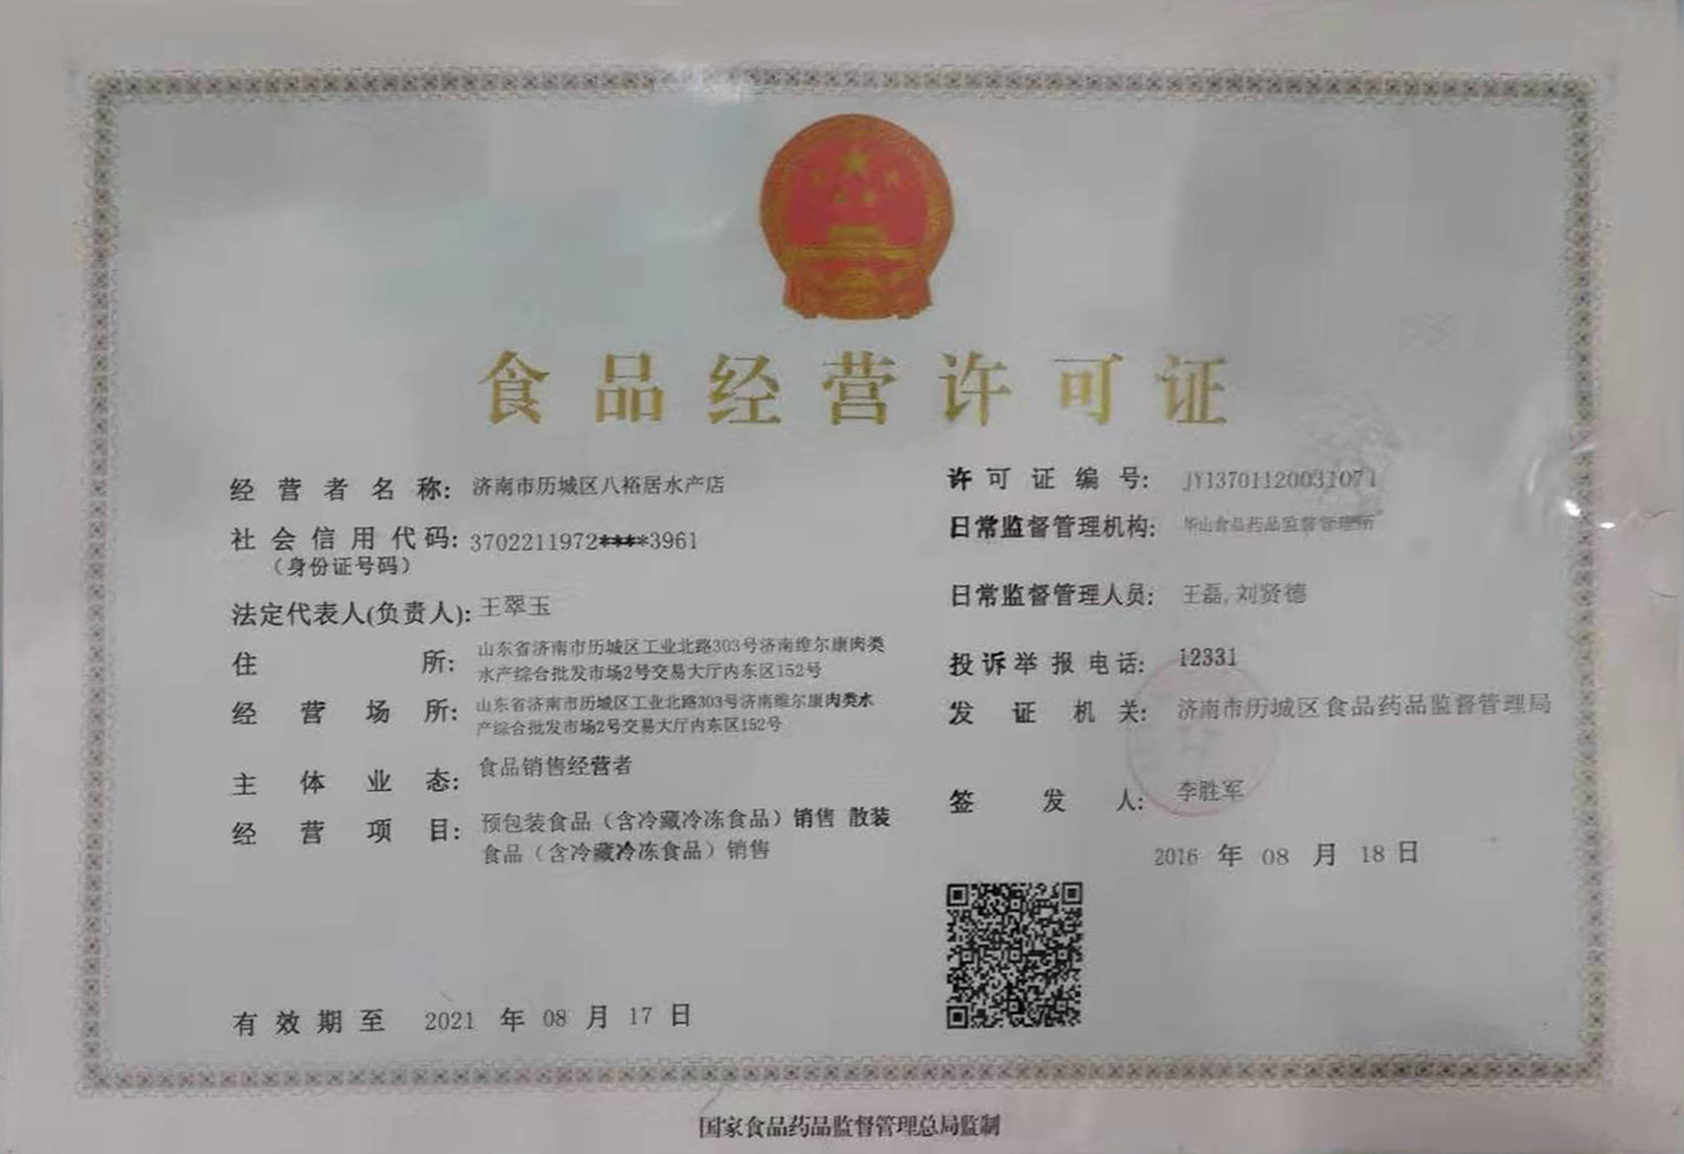 食品经营许可证
经营者名称: 济南市历城区八裕居水产店
社会信用代码: 3702211972****3961
(身份证号码)
法定代表人(负责人): 王翠玉
住所: 山东省济南市历城区工业北路303号济南维尔康肉类
水产综合批发市场2号交易大厅内东区152号
经营场所: 山东省济南市历城区工业北路303号济南维尔康肉类水
产综合批发市场2号交易大厅内东区152号
主体业态: 食品销售经营者
经营项目: 预包装食品(含冷藏冷冻食品)销售 散装
食品(含冷藏冷冻食品)销售
有效期至 2021 年 08 月 17 日
许可证编号: JY13701120031071
日常监督管理机构: 华山食品药品监督管理所
日常监督管理人员: 王磊,刘贤德
投诉举报电话: 12331
发证机关: 济南市历城区食品药品监督管理局
签发人: 李胜军
2016 年 08 月 18 日
国家食品药品监督管理总局监制